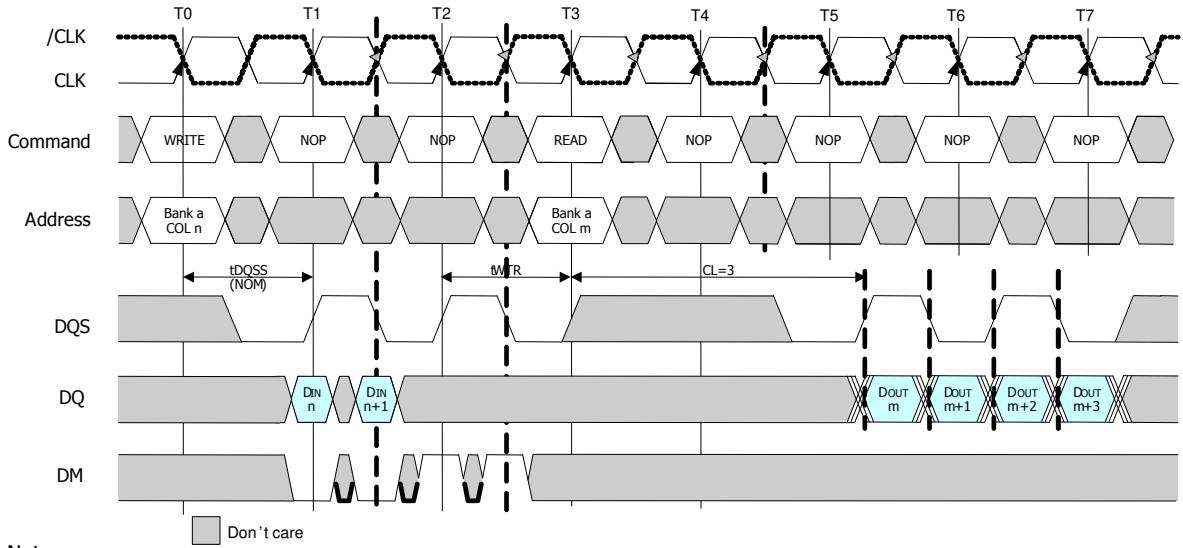 T0 T1 T2 T3 T4 T5 T6 T7
/CLK
CLK
Command WRITE NOP NOP READ NOP NOP NOP NOP
Address Bank a COL n Bank a COL m
tDQSS (NOM) tWTR CL=3
DQS
DQ DIN n DIN n+1 DOUT m DOUT m+1 DOUT m+2 DOUT m+3
DM
Don't care